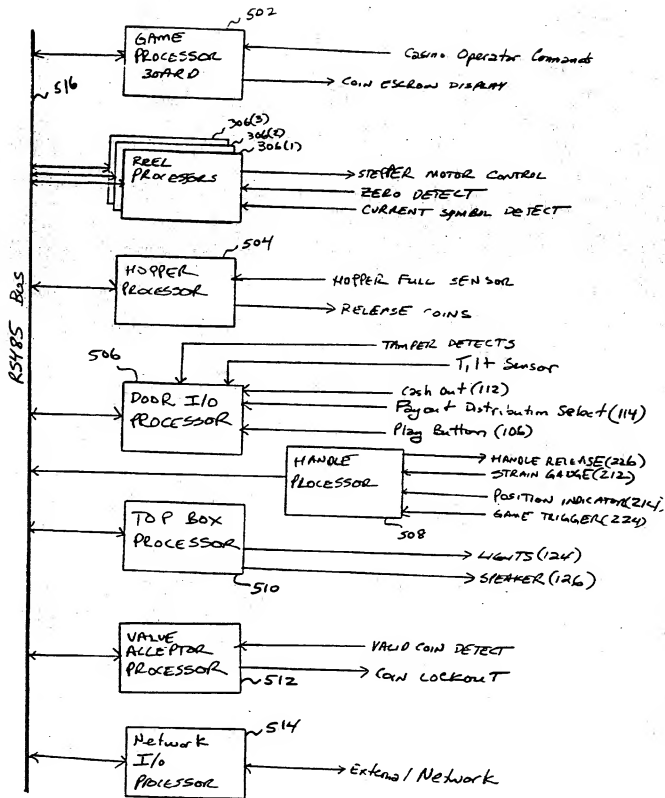 502
GAME
PROCESSOR
BOARD
Casino Operator Commands
COIN ESCROW DISPLAY
516
306(3)
306(2)
306(1)
REEL
PROCESSORS
STEPPER MOTOR CONTROL
ZERO DETECT
CURRENT SYMBOL DETECT
504
HOPPER
PROCESSOR
HOPPER FULL SENSOR
RELEASE COINS
RS485 Bus
TAMPER DETECTS
Tilt Sensor
506
DOOR I/O
PROCESSOR
Cash Out (112)
Payout Distribution Select (114)
Play Button (106)
HANDLE
PROCESSOR
HANDLE RELEASE (226)
STRAIN GAUGE (212)
POSITION INDICATOR (214)
GAME TRIGGER (224)
508
TOP BOX
PROCESSOR
LIGHTS (124)
SPEAKER (126)
510
VALUE
ACCEPTOR
PROCESSOR
VALID COIN DETECT
COIN LOCKOUT
512
514
Network
I/O
PROCESSOR
External Network